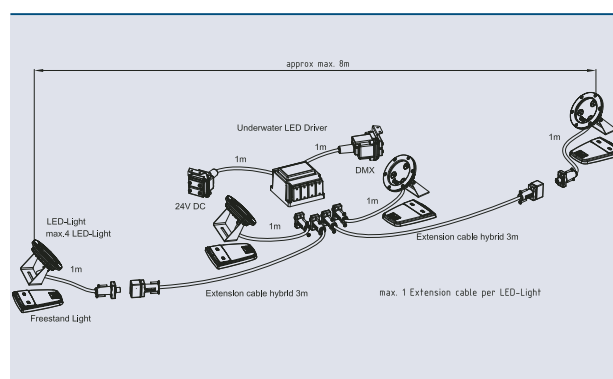 approx max. 8m
Underwater LED Driver
1m
1m
1m
DMX
24V DC
1m
LED-Light
max.4 LED-Light
1m
Extension cable hybrid 3m
1m
Extension cable hybrid 3m
max. 1 Extension cable per LED-Light
Freestand Light